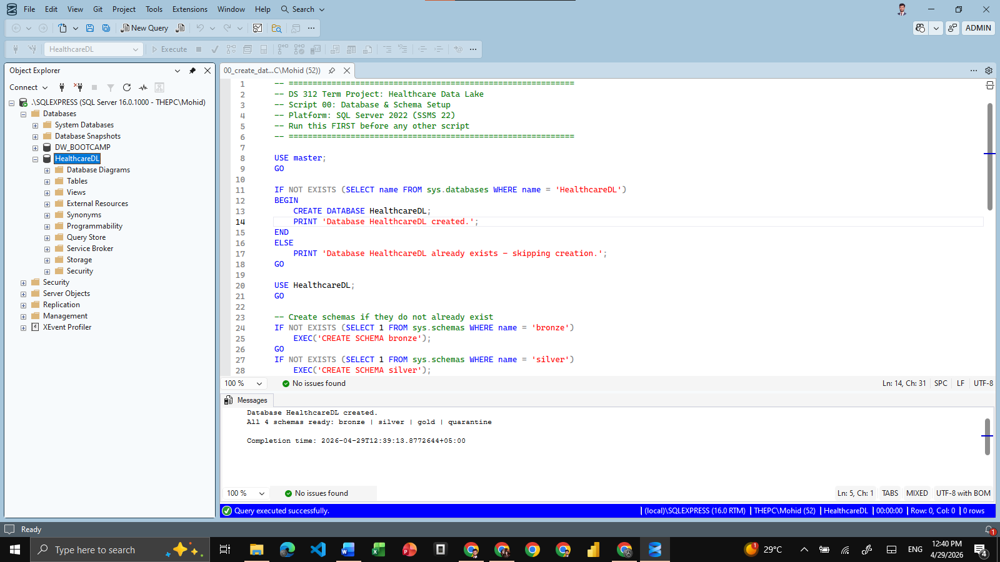 File Edit View Git Project Tools Extensions Window Help Search
New Query
ADMIN
HealthcareDL Execute
Object Explorer
Connect
.\SQLEXPRESS (SQL Server 16.0.1000 - THEPC\Mohid)
Databases
System Databases
Database Snapshots
DW_BOOTCAMP
HealthcareDL
Database Diagrams
Tables
Views
External Resources
Synonyms
Programmability
Query Store
Service Broker
Storage
Security
Security
Server Objects
Replication
Management
XEvent Profiler
00_create_dat...C\Mohid (52))
1 -- ============================================================
2 -- DS 312 Term Project: Healthcare Data Lake
3 -- Script 00: Database & Schema Setup
4 -- Platform: SQL Server 2022 (SSMS 22)
5 -- Run this FIRST before any other script
6 -- ============================================================
7
8 USE master;
9 GO
10
11 IF NOT EXISTS (SELECT name FROM sys.databases WHERE name = 'HealthcareDL')
12 BEGIN
13 CREATE DATABASE HealthcareDL;
14 PRINT 'Database HealthcareDL created.';
15 END
16 ELSE
17 PRINT 'Database HealthcareDL already exists — skipping creation.';
18 GO
19
20 USE HealthcareDL;
21 GO
22
23 -- Create schemas if they do not already exist
24 IF NOT EXISTS (SELECT 1 FROM sys.schemas WHERE name = 'bronze')
25 EXEC('CREATE SCHEMA bronze');
26 GO
27 IF NOT EXISTS (SELECT 1 FROM sys.schemas WHERE name = 'silver')
28 EXEC('CREATE SCHEMA silver');
100 % No issues found Ln: 14, Ch: 31 SPC LF UTF-8
Messages
Database HealthcareDL created.
All 4 schemas ready: bronze | silver | gold | quarantine
Completion time: 2026-04-29T12:39:13.8772644+05:00
100 % No issues found Ln: 5, Ch: 1 TABS MIXED UTF-8 with BOM
Query executed successfully. (local)\SQLEXPRESS (16.0 RTM) THEPC\Mohid (52) HealthcareDL 00:00:00 Row: 0, Col: 0 0 rows
Ready 1
Type here to search 1 29°C ENG 12:40 PM
4/29/2026
4